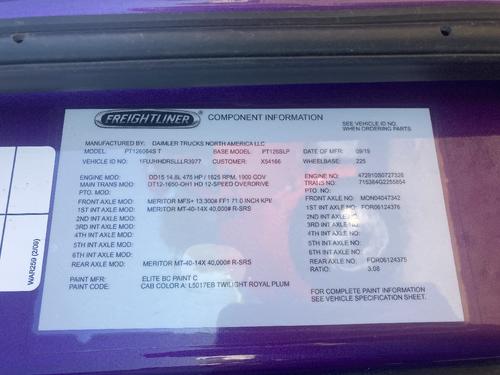 FREIGHTLINER COMPONENT INFORMATION
SEE VEHICLE ID NO. WHEN ORDERING PARTS
MANUFACTURED BY: DAIMLER TRUCKS NORTH AMERICA LLC
MODEL: PT126064S T BASE MODEL: PT126SLP DATE OF MFG: 09/19
VEHICLE ID NO: CUSTOMER: X54166 WHEELBASE: 225
ENGINE MOD: DD15 14.8L 475 HP / 1625 RPM, 1900 GOV ENGINE NO:
MAIN TRANS MOD: DT12-1650-OH1 HD 12-SPEED OVERDRIVE TRANS NO: 715384G2255854
PTO. MOD: PTO. NO:
FRONT AXLE MOD: MERITOR MFS+ 13,300# FF1 71.0 INCH KPI/ FRONT AXLE NO: MON04047342
1ST INT AXLE MOD: MERITOR MT-40-14X 40,000# R-SRS 1ST INT AXLE NO: FOR06124376
2ND INT AXLE MOD: 2ND INT AXLE NO:
3RD INT AXLE MOD: 3RD INT AXLE NO:
4TH INT AXLE MOD: 4TH INT AXLE NO:
5TH INT AXLE MOD: 5TH INT AXLE NO:
6TH INT AXLE MOD: 6TH INT AXLE NO:
REAR AXLE MOD: MERITOR MT-40-14X 40,000# R-SRS REAR AXLE NO: FOR06124375
RATIO: 3.08
PAINT MFR: ELITE BC PAINT C
PAINT CODE: CAB COLOR A: L5017EB TWILIGHT ROYAL PLUM
FOR COMPLETE PAINT INFORMATION
SEE VEHICLE SPECIFICATION SHEET.
WAR259 (2/09)